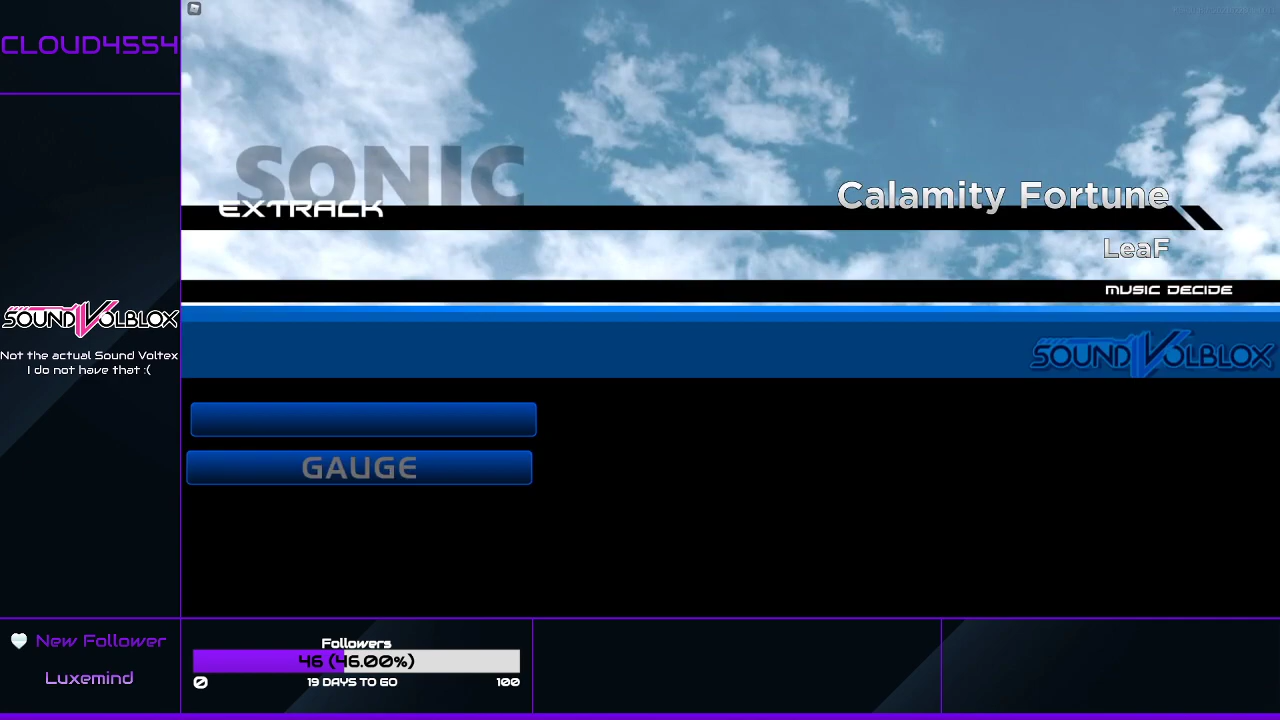 CLOUD4554
SONIC
EXTRACK
Calamity Fortune
LeaF
MUSIC DECIDE
SOUND VOLBLOX
SOUND VOLBLOX
Not the actual Sound Voltex
I do not have that :(
GAUGE
New Follower
Luxemind
Followers
46 (46.00%)
0 19 DAYS TO GO 100